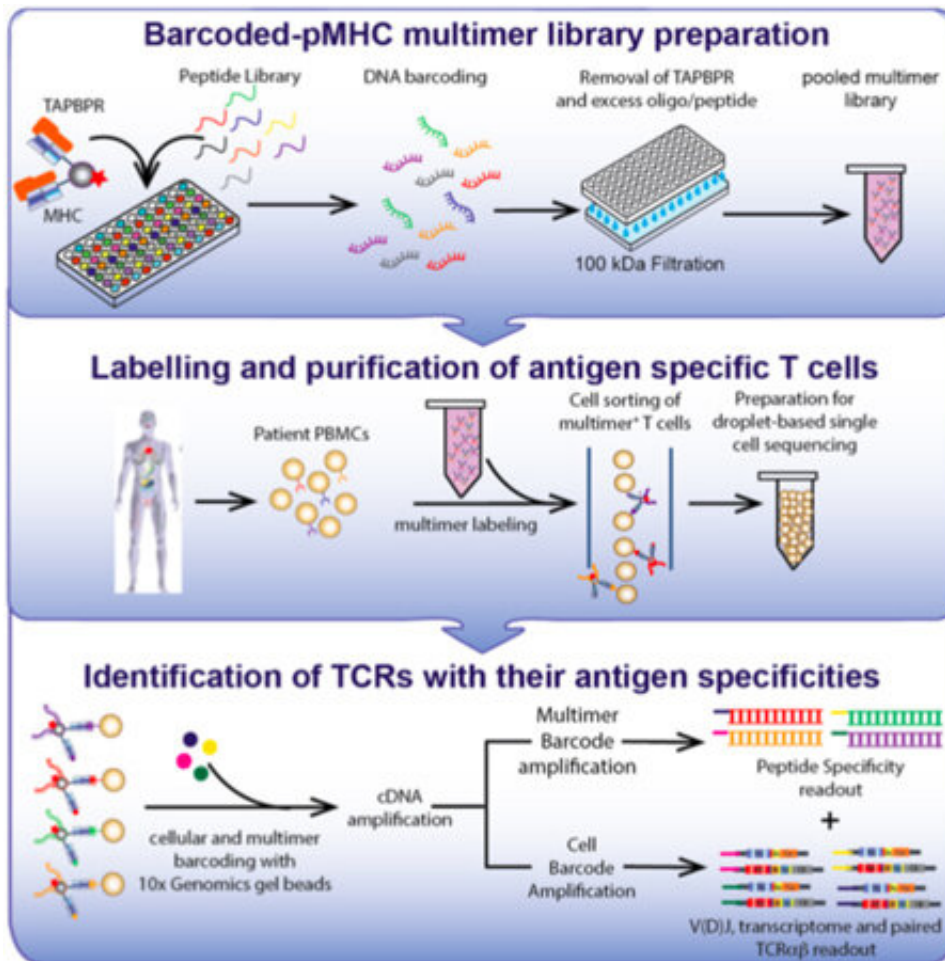 Barcoded-pMHC multimer library preparation
TAPBPR
MHC
Peptide Library
DNA barcoding
Removal of TAPBPR
and excess oligo/peptide
100 kDa Filtration
pooled multimer
library
Labelling and purification of antigen specific T cells
Patient PBMCs
multimer labeling
Cell sorting of
multimer⁺ T cells
Preparation for
droplet-based single
cell sequencing
Identification of TCRs with their antigen specificities
cellular and multimer
barcoding with
10x Genomics gel beads
cDNA
amplification
Multimer
Barcode
amplification
Peptide Specificity
readout
+
Cell
Barcode
Amplification
V(D)J, transcriptome and paired
TCRαβ readout